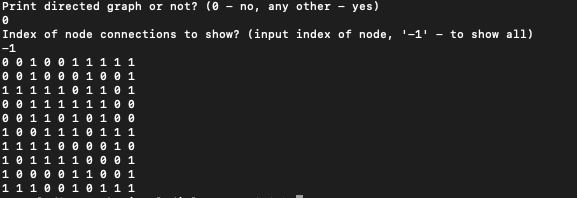 Print directed graph or not? (0 – no, any other – yes)
0
Index of node connections to show? (input index of node, '-1' – to show all)
-1
0 0 1 0 0 1 1 1 1 1
0 0 1 0 0 0 1 0 0 1
1 1 1 1 1 0 1 1 0 1
0 0 1 1 1 1 1 1 0 0
0 0 1 1 0 1 0 1 0 0
1 0 0 1 1 1 0 1 1 1
1 1 1 1 0 0 0 0 1 0
1 0 1 1 1 1 0 0 0 1
1 0 0 0 0 1 1 0 0 1
1 1 1 0 0 1 0 1 1 1